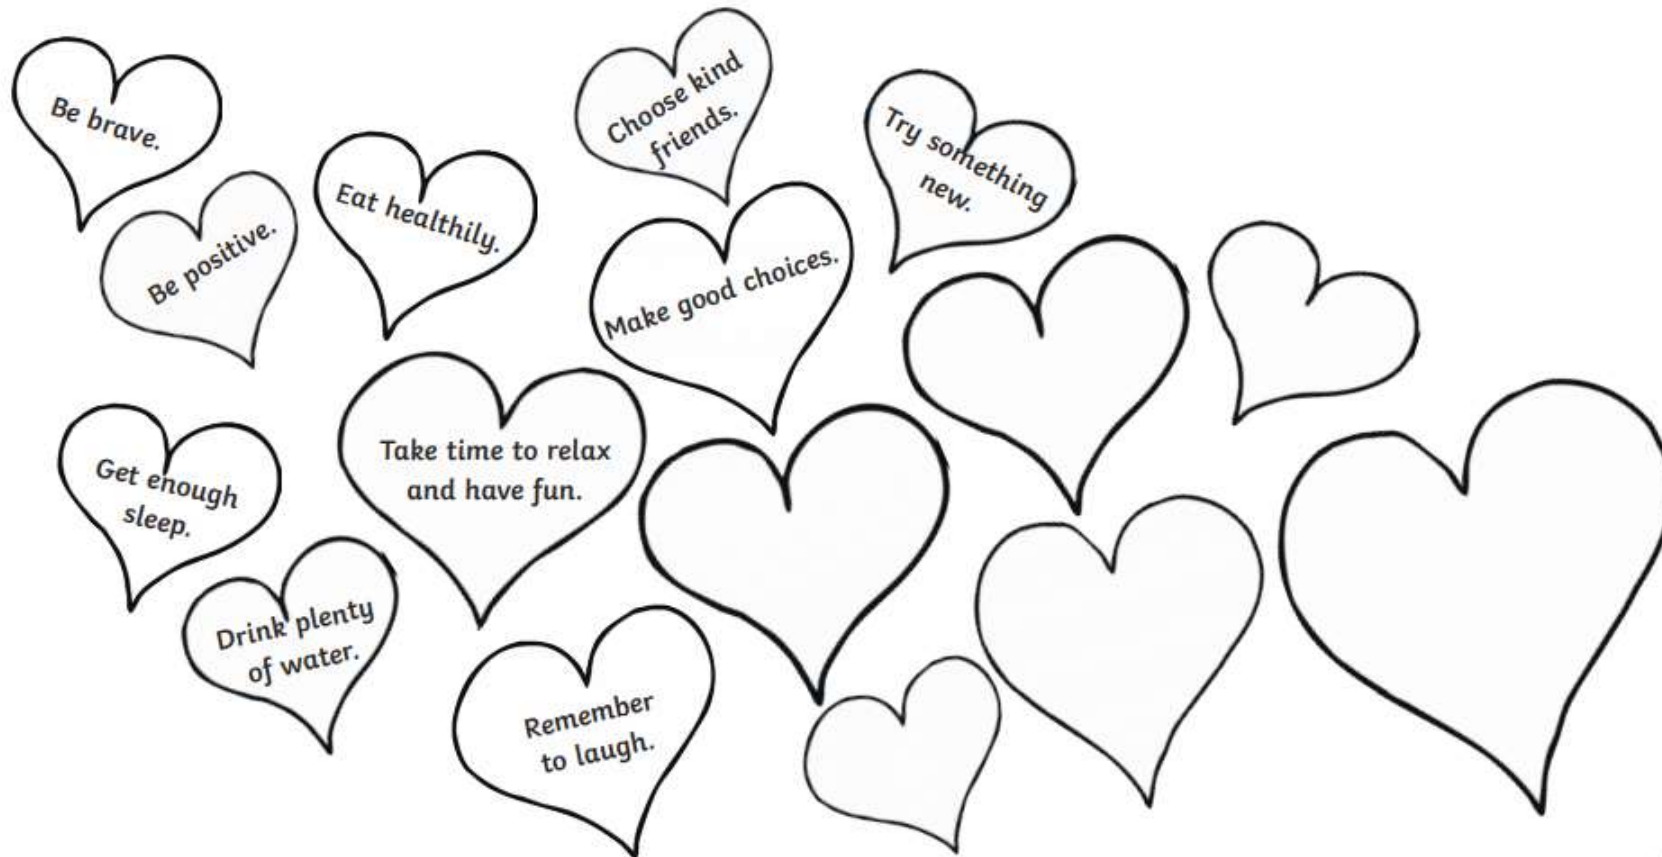 Be brave.
Be positive.
Eat healthily.
Choose kind
friends.
Try something
new.
Make good choices.
Get enough
sleep.
Take time to relax
and have fun.
Drink plenty
of water.
Remember
to laugh.